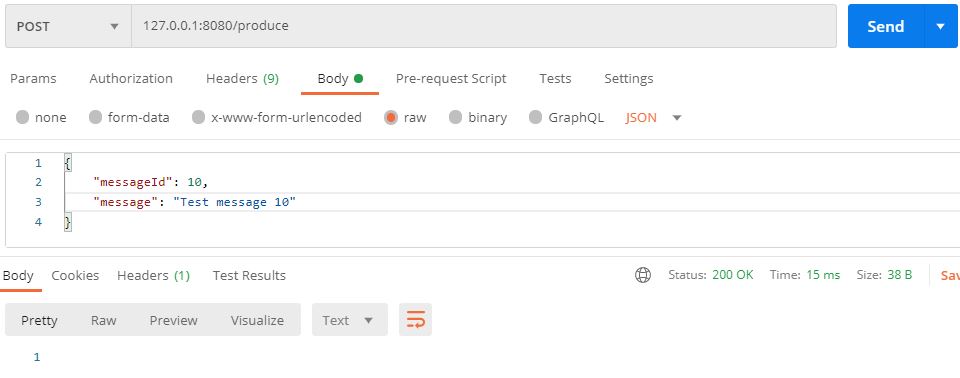 POST 127.0.0.1:8080/produce Send
Params Authorization Headers (9) Body Pre-request Script Tests Settings
none form-data x-www-form-urlencoded raw binary GraphQL JSON
1 {
2 "messageId": 10,
3 "message": "Test message 10"
4 }
Body Cookies Headers (1) Test Results Status: 200 OK Time: 15 ms Size: 38 B Sav
Pretty Raw Preview Visualize Text
1